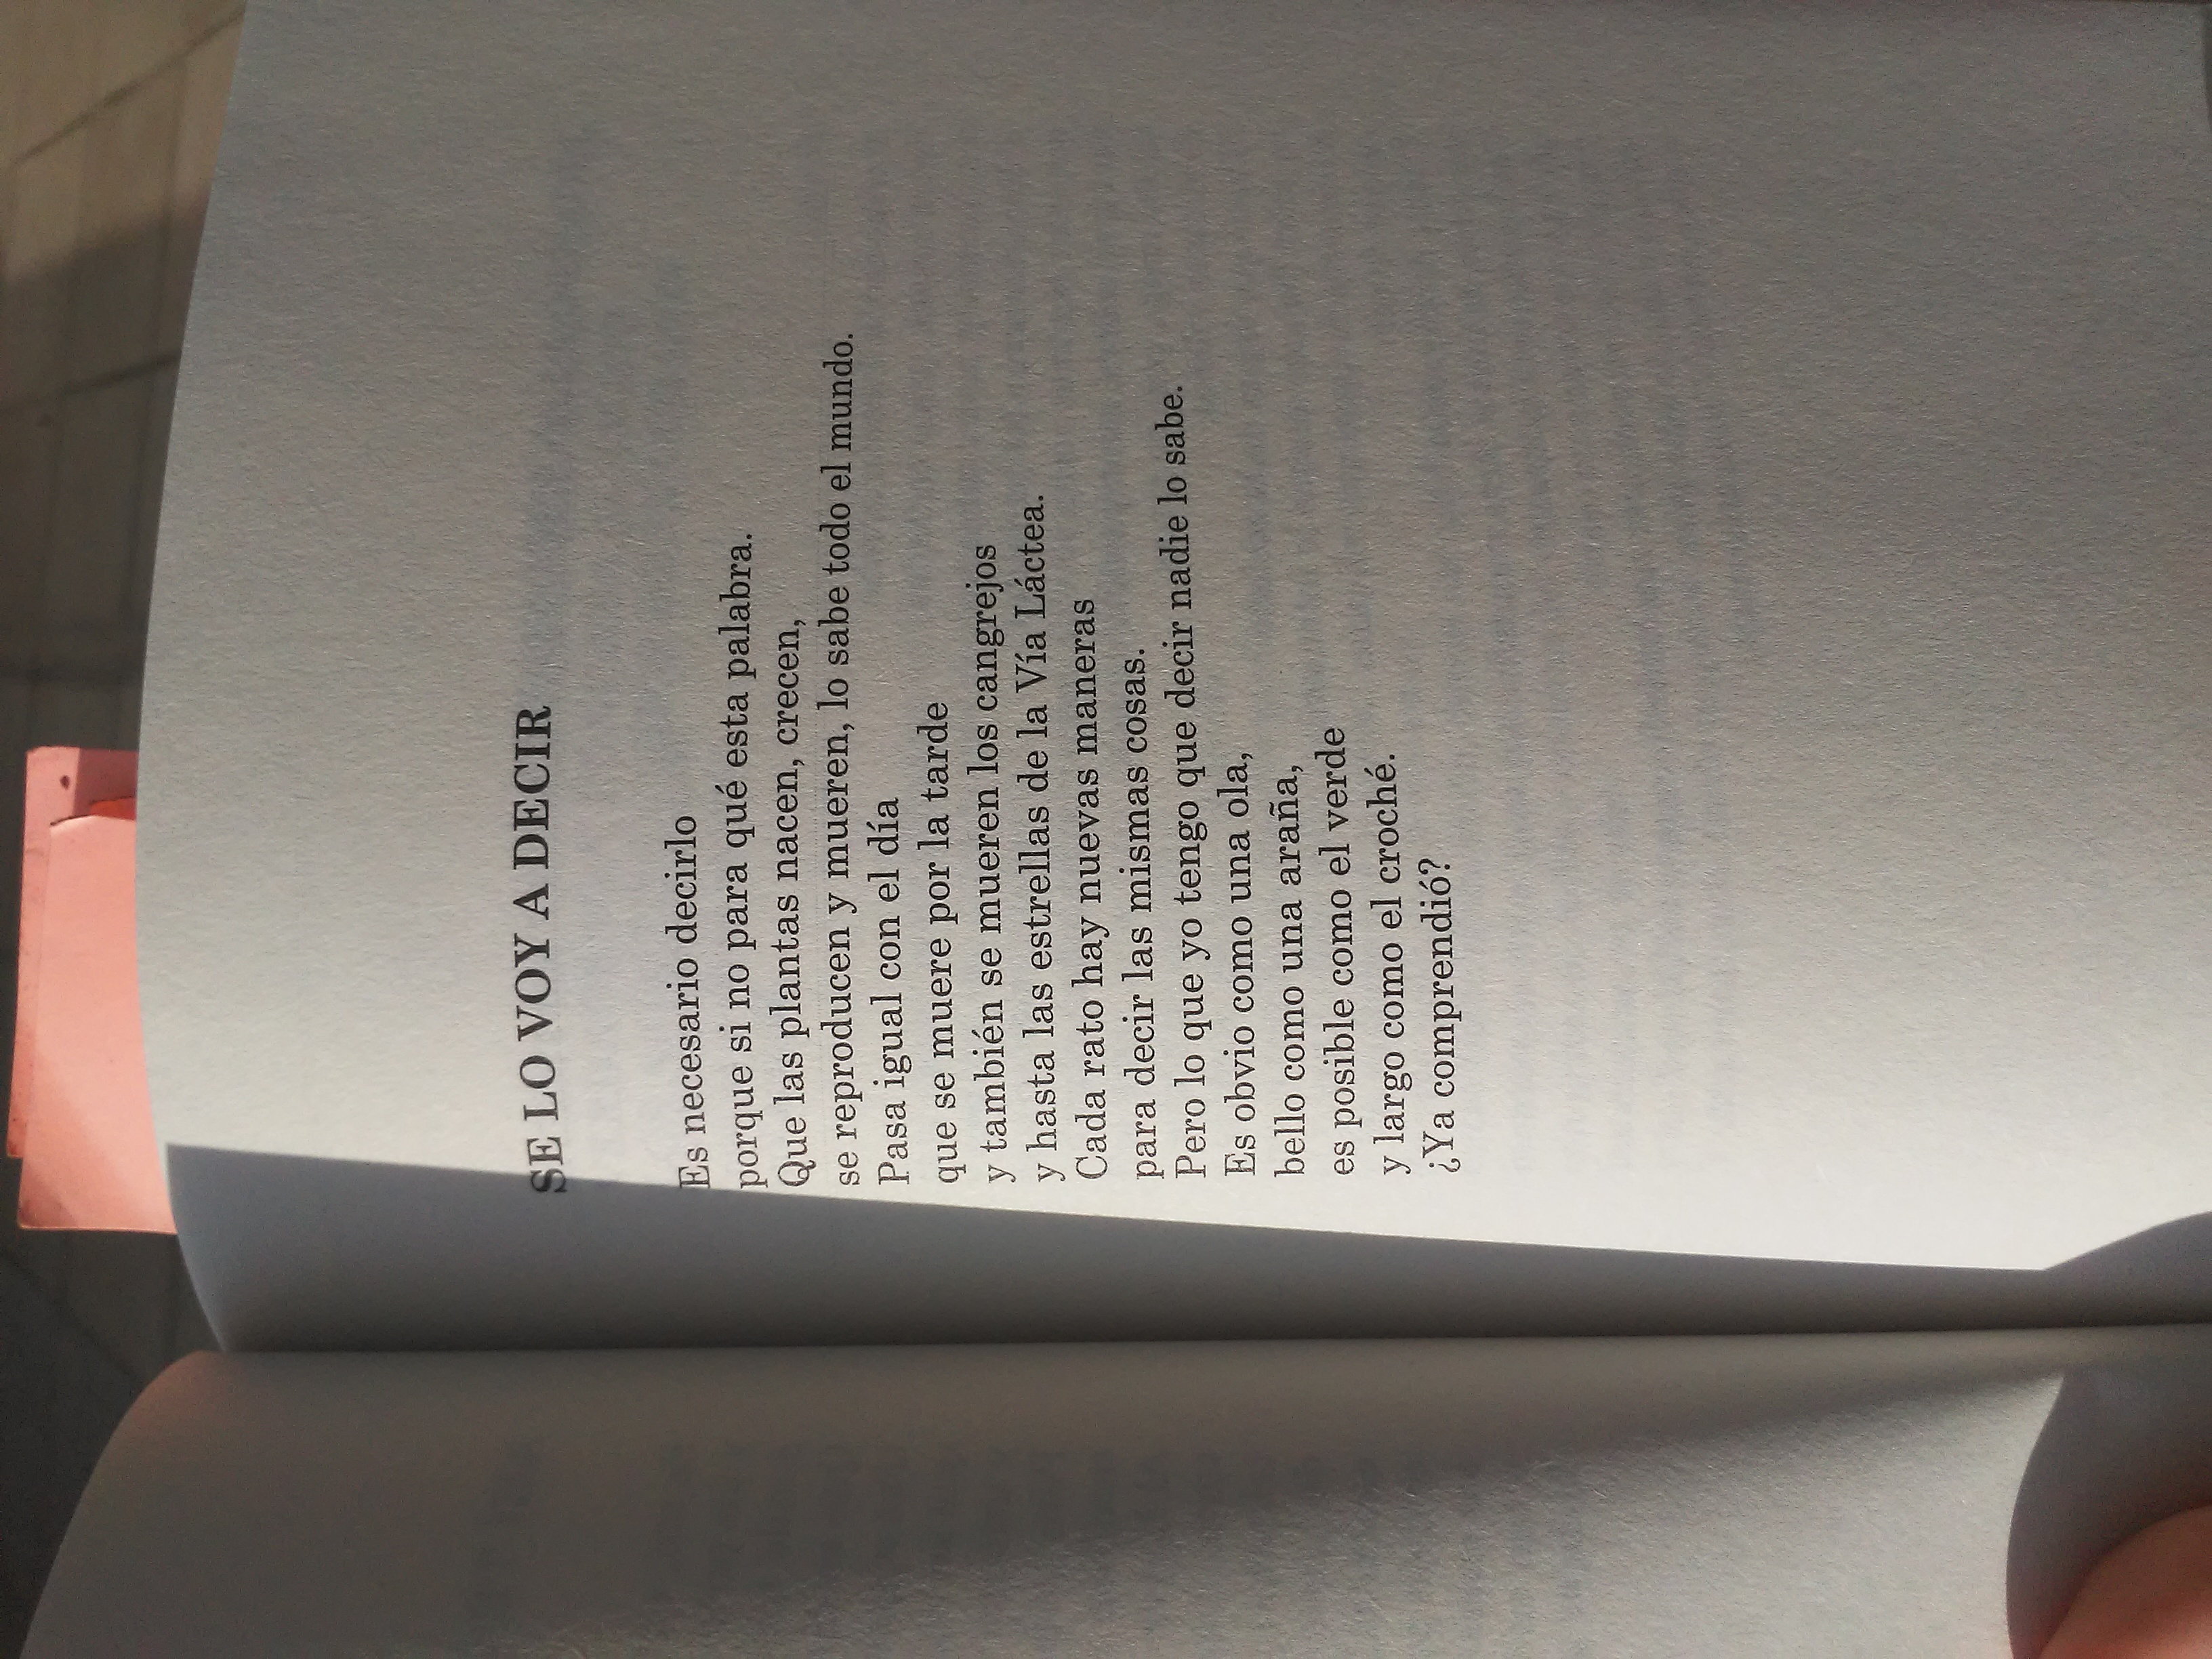 SE LO VOY A DECIR
Es necesario decirlo
porque si no para qué esta palabra.
Que las plantas nacen, crecen,
se reproducen y mueren, lo sabe todo el mundo.
Pasa igual con el día
que se muere por la tarde
y también se mueren los cangrejos
y hasta las estrellas de la Vía Láctea.
Cada rato hay nuevas maneras
para decir las mismas cosas.
Pero lo que yo tengo que decir nadie lo sabe.
Es obvio como una ola,
bello como una araña,
es posible como el verde
y largo como el croché.
¿Ya comprendió?